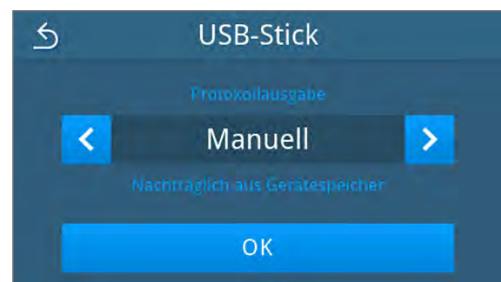 USB-Stick
Protokollausgabe
Manuell
Nachträglich aus Gerätespeicher
OK